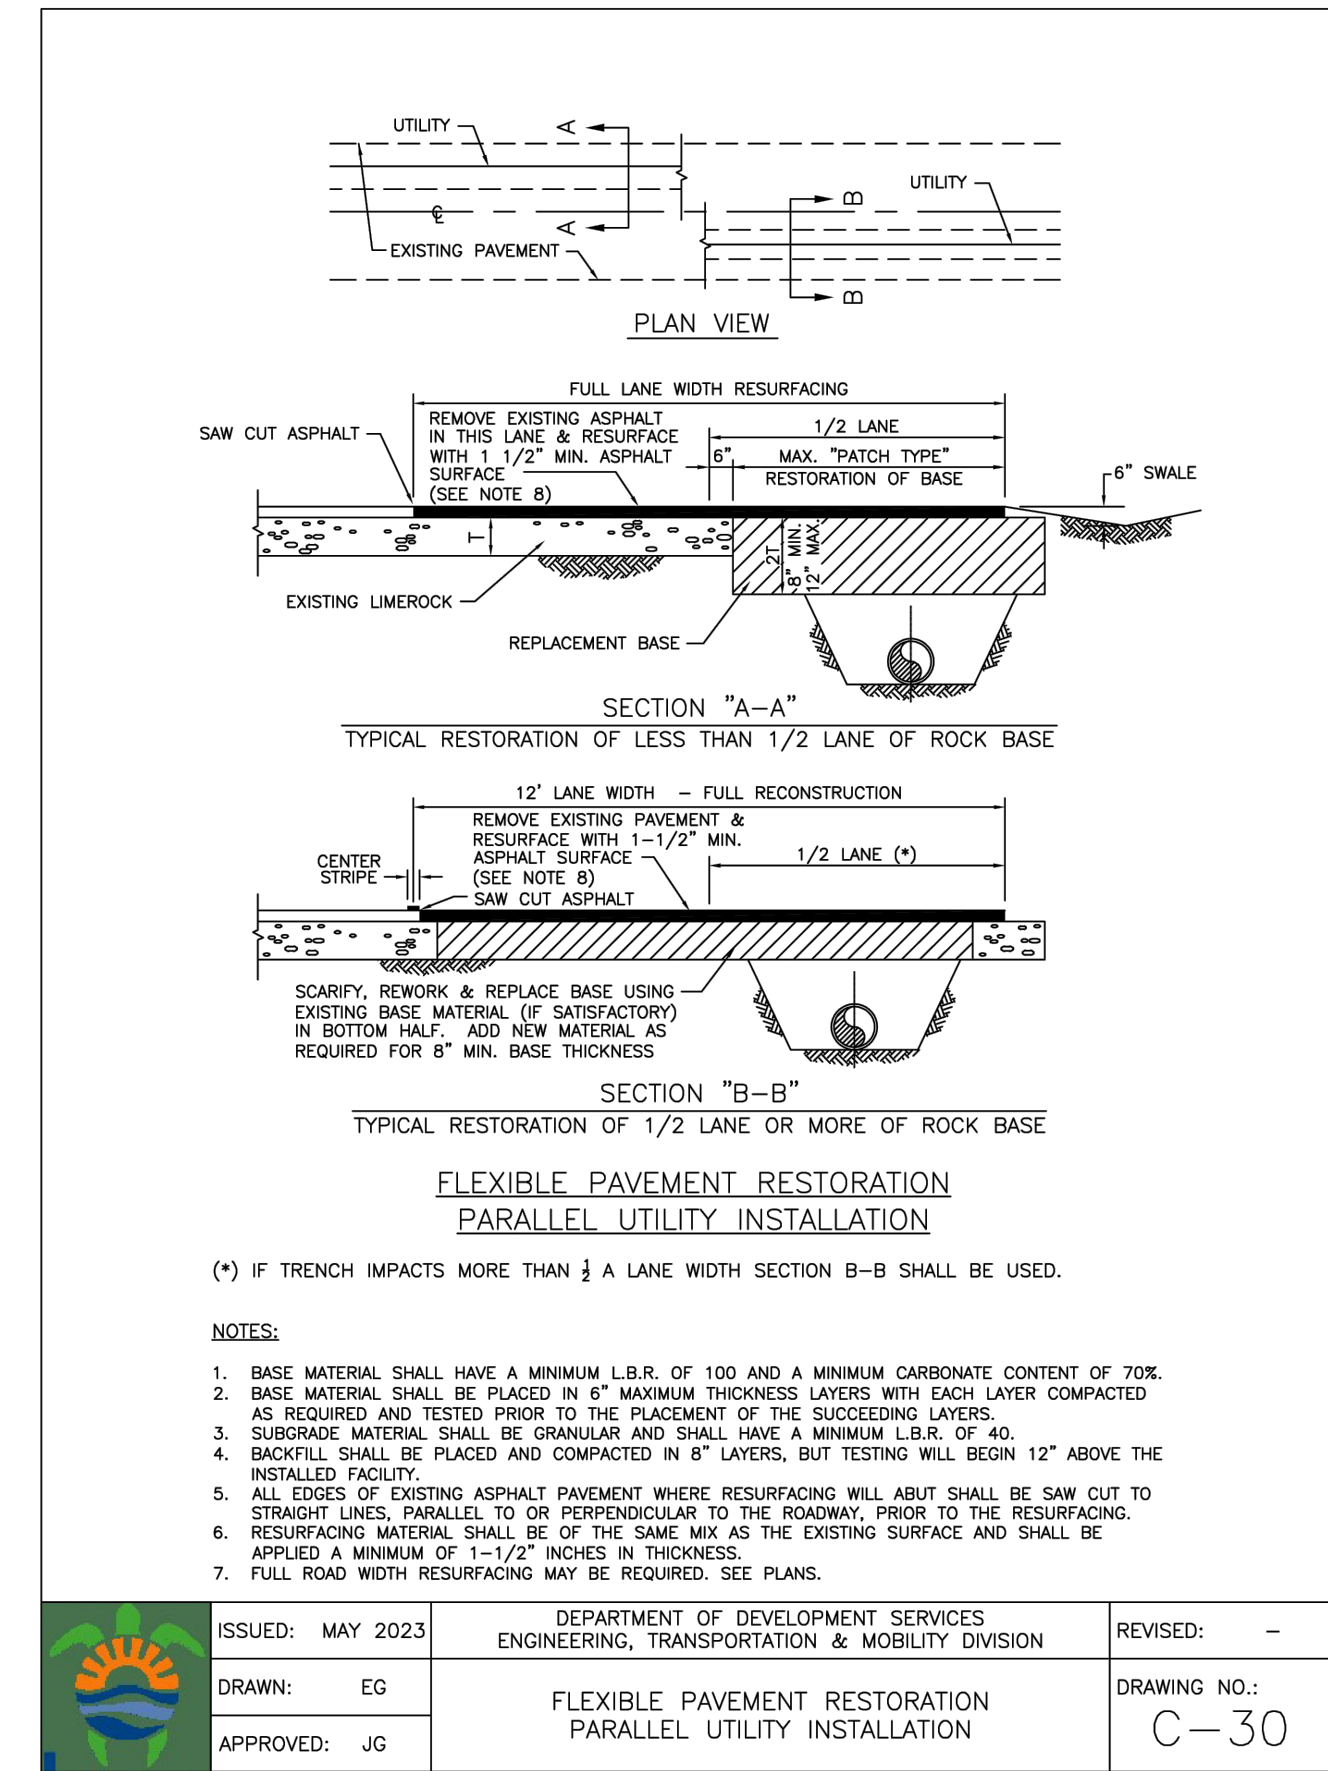 UTILITY
A
B
UTILITY
℄
A
EXISTING PAVEMENT
B
PLAN VIEW
FULL LANE WIDTH RESURFACING
SAW CUT ASPHALT
REMOVE EXISTING ASPHALT
IN THIS LANE & RESURFACE
WITH 1 1/2" MIN. ASPHALT
SURFACE
(SEE NOTE 8)
1/2 LANE
6"
MAX. "PATCH TYPE"
RESTORATION OF BASE
6" SWALE
T
2T
8" MIN.
12" MAX.
EXISTING LIMEROCK
REPLACEMENT BASE
SECTION "A-A"
TYPICAL RESTORATION OF LESS THAN 1/2 LANE OF ROCK BASE
12' LANE WIDTH - FULL RECONSTRUCTION
REMOVE EXISTING PAVEMENT &
RESURFACE WITH 1-1/2" MIN.
ASPHALT SURFACE
(SEE NOTE 8)
SAW CUT ASPHALT
CENTER
STRIPE
1/2 LANE (*)
SCARIFY, REWORK & REPLACE BASE USING
EXISTING BASE MATERIAL (IF SATISFACTORY)
IN BOTTOM HALF. ADD NEW MATERIAL AS
REQUIRED FOR 8" MIN. BASE THICKNESS
SECTION "B-B"
TYPICAL RESTORATION OF 1/2 LANE OR MORE OF ROCK BASE
FLEXIBLE PAVEMENT RESTORATION
PARALLEL UTILITY INSTALLATION
(*) IF TRENCH IMPACTS MORE THAN ½ A LANE WIDTH SECTION B-B SHALL BE USED.
NOTES:
1. BASE MATERIAL SHALL HAVE A MINIMUM L.B.R. OF 100 AND A MINIMUM CARBONATE CONTENT OF 70%.
2. BASE MATERIAL SHALL BE PLACED IN 6" MAXIMUM THICKNESS LAYERS WITH EACH LAYER COMPACTED
AS REQUIRED AND TESTED PRIOR TO THE PLACEMENT OF THE SUCCEEDING LAYERS.
3. SUBGRADE MATERIAL SHALL BE GRANULAR AND SHALL HAVE A MINIMUM L.B.R. OF 40.
4. BACKFILL SHALL BE PLACED AND COMPACTED IN 8" LAYERS, BUT TESTING WILL BEGIN 12" ABOVE THE
INSTALLED FACILITY.
5. ALL EDGES OF EXISTING ASPHALT PAVEMENT WHERE RESURFACING WILL ABUT SHALL BE SAW CUT TO
STRAIGHT LINES, PARALLEL TO OR PERPENDICULAR TO THE ROADWAY, PRIOR TO THE RESURFACING.
6. RESURFACING MATERIAL SHALL BE OF THE SAME MIX AS THE EXISTING SURFACE AND SHALL BE
APPLIED A MINIMUM OF 1-1/2" INCHES IN THICKNESS.
7. FULL ROAD WIDTH RESURFACING MAY BE REQUIRED. SEE PLANS.
ISSUED: MAY 2023
DRAWN: EG
APPROVED: JG
DEPARTMENT OF DEVELOPMENT SERVICES
ENGINEERING, TRANSPORTATION & MOBILITY DIVISION
FLEXIBLE PAVEMENT RESTORATION
PARALLEL UTILITY INSTALLATION
REVISED: -
DRAWING NO.:
C-30